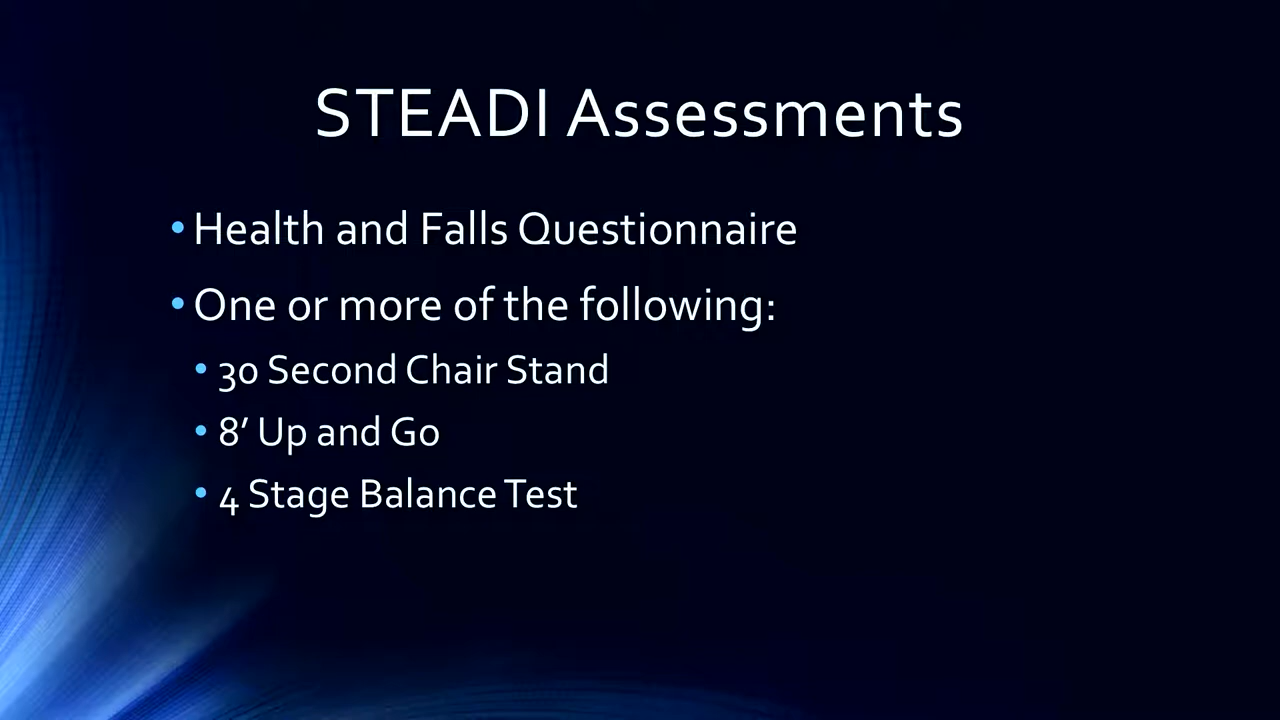 STEADI Assessments
• Health and Falls Questionnaire
• One or more of the following:
• 30 Second Chair Stand
• 8’ Up and Go
• 4 Stage Balance Test